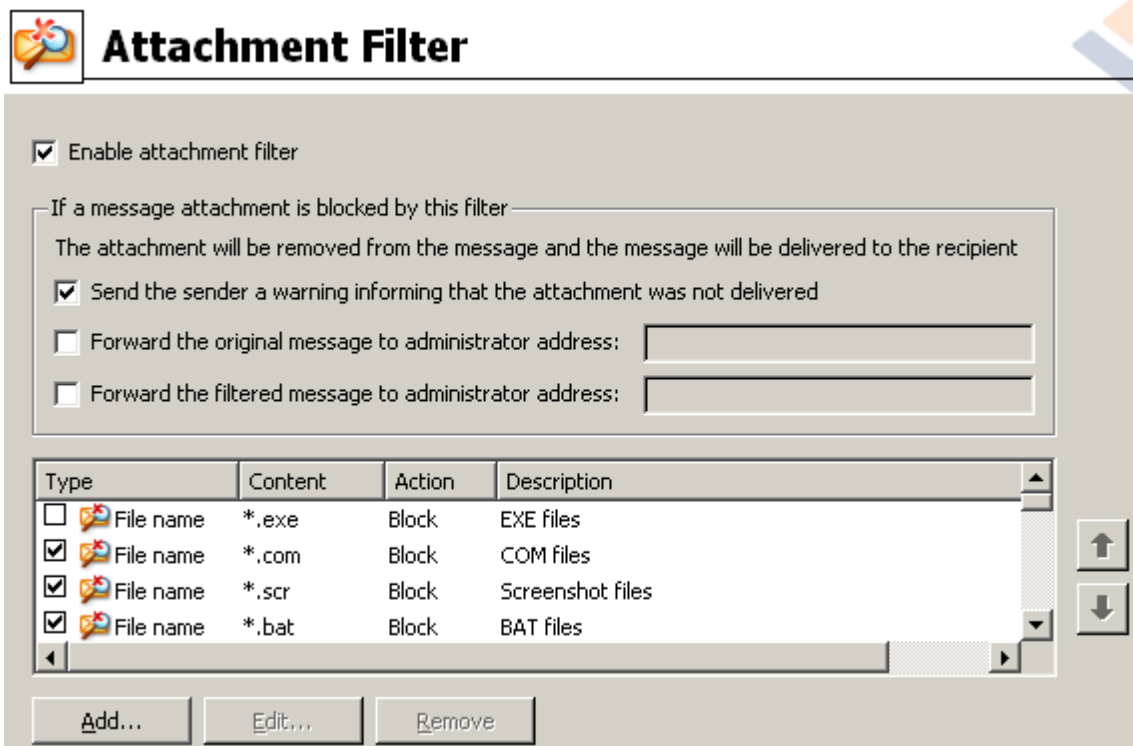 Attachment Filter
Enable attachment filter
If a message attachment is blocked by this filter
The attachment will be removed from the message and the message will be delivered to the recipient
Send the sender a warning informing that the attachment was not delivered
Forward the original message to administrator address:
Forward the filtered message to administrator address:
Type Content Action Description
File name *.exe Block EXE files
File name *.com Block COM files
File name *.scr Block Screenshot files
File name *.bat Block BAT files
Add... Edit... Remove